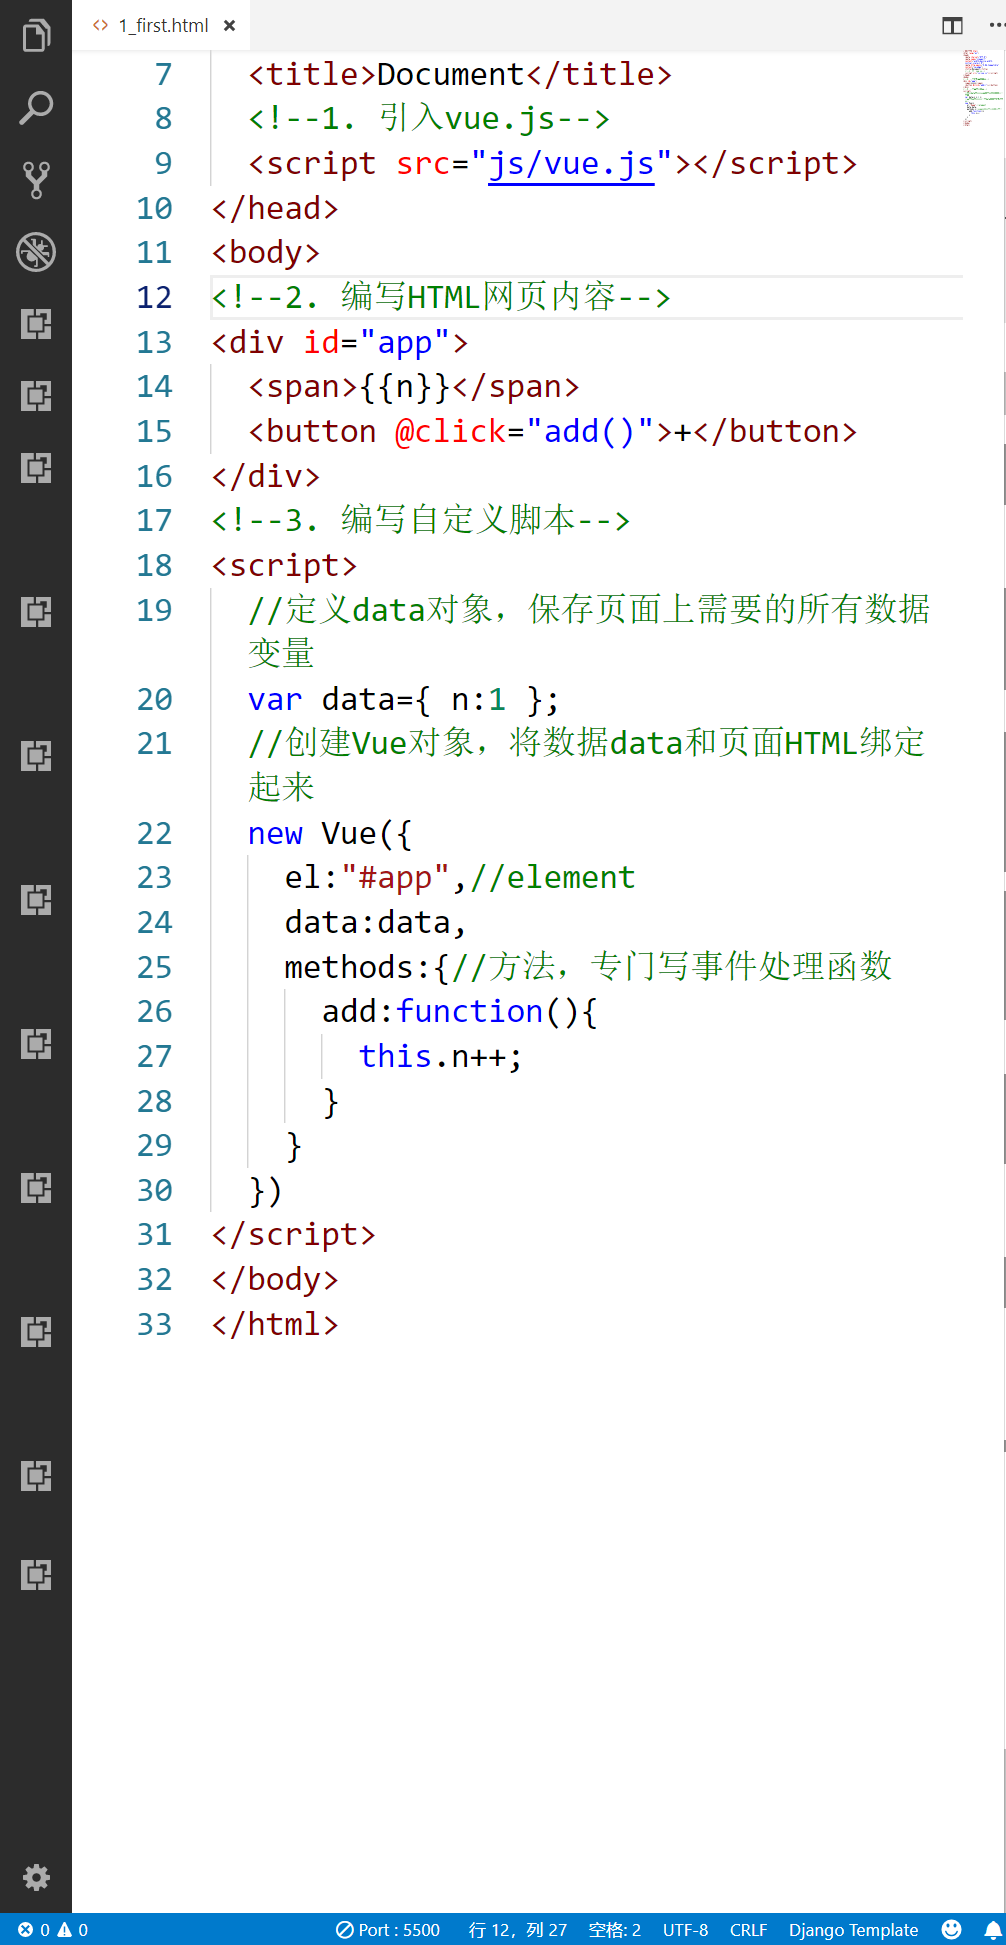 1_first.html
7 <title>Document</title>
8 <!--1. 引入vue.js-->
9 <script src="js/vue.js"></script>
10 </head>
11 <body>
12 <!--2. 编写HTML网页内容-->
13 <div id="app">
14 <span>{{n}}</span>
15 <button @click="add()">+</button>
16 </div>
17 <!--3. 编写自定义脚本-->
18 <script>
19 //定义data对象，保存页面上需要的所有数据
变量
20 var data={ n:1 };
21 //创建Vue对象，将数据data和页面HTML绑定
起来
22 new Vue({
23 el:"#app",//element
24 data:data,
25 methods:{//方法，专门写事件处理函数
26 add:function(){
27 this.n++;
28 }
29 }
30 })
31 </script>
32 </body>
33 </html>
0 0 Port : 5500 行 12，列 27 空格: 2 UTF-8 CRLF Django Template